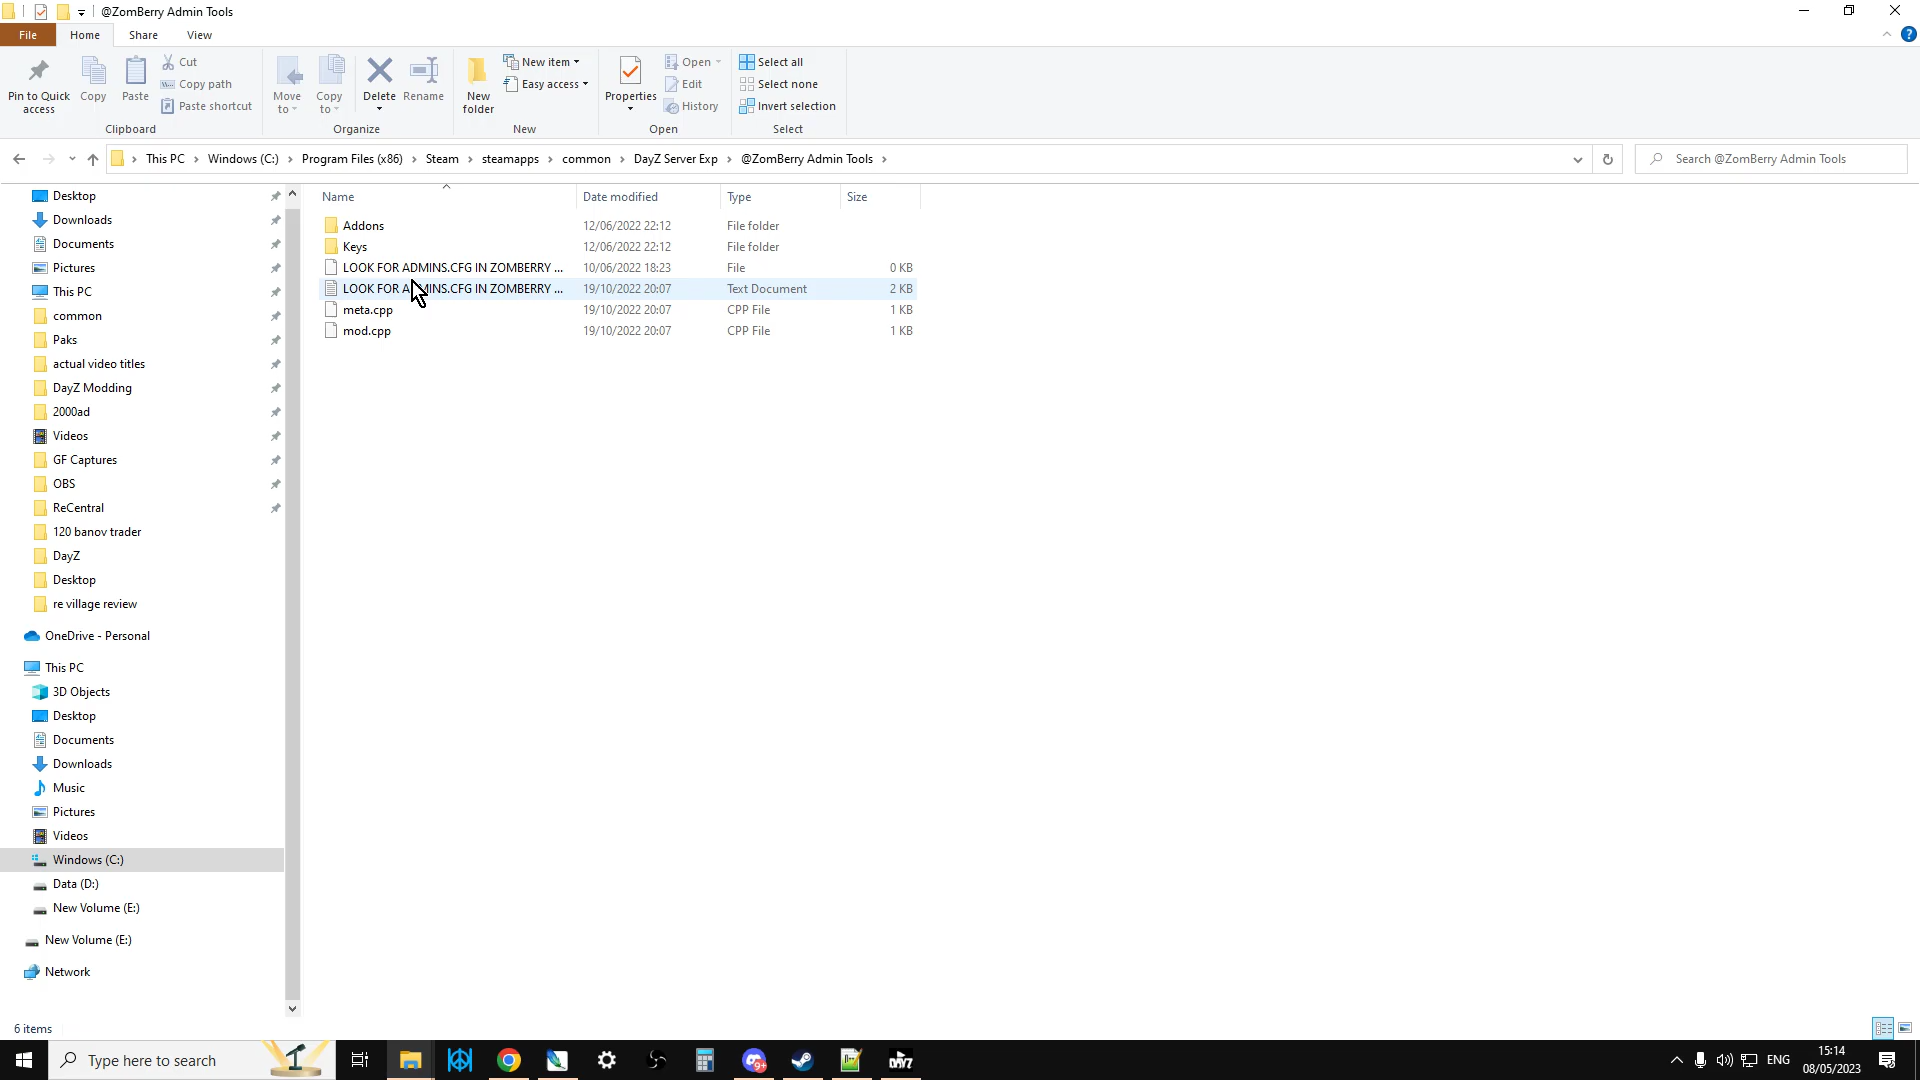 @ZomBerry Admin Tools
File
Home
Share
View
Pin to Quick access
Copy
Paste
Cut
Copy path
Paste shortcut
Clipboard
Move to
Copy to
Delete
Rename
Organize
New folder
New item
Easy access
New
Properties
Open
Edit
History
Open
Select all
Select none
Invert selection
Select
This PC > Windows (C:) > Program Files (x86) > Steam > steamapps > common > DayZ Server Exp > @ZomBerry Admin Tools >
Search @ZomBerry Admin Tools
Desktop
Downloads
Documents
Pictures
This PC
common
Paks
actual video titles
DayZ Modding
2000ad
Videos
GF Captures
OBS
ReCentral
120 banov trader
DayZ
Desktop
re village review
OneDrive - Personal
This PC
3D Objects
Desktop
Documents
Downloads
Music
Pictures
Videos
Windows (C:)
Data (D:)
New Volume (E:)
New Volume (E:)
Network
Name Date modified Type Size
Addons 12/06/2022 22:12 File folder
Keys 12/06/2022 22:12 File folder
LOOK FOR ADMINS.CFG IN ZOMBERRY ... 10/06/2022 18:23 File 0 KB
LOOK FOR ADMINS.CFG IN ZOMBERRY ... 19/10/2022 20:07 Text Document 2 KB
meta.cpp 19/10/2022 20:07 CPP File 1 KB
mod.cpp 19/10/2022 20:07 CPP File 1 KB
6 items
Type here to search
9+
DAYZ
ENG
15:14
08/05/2023